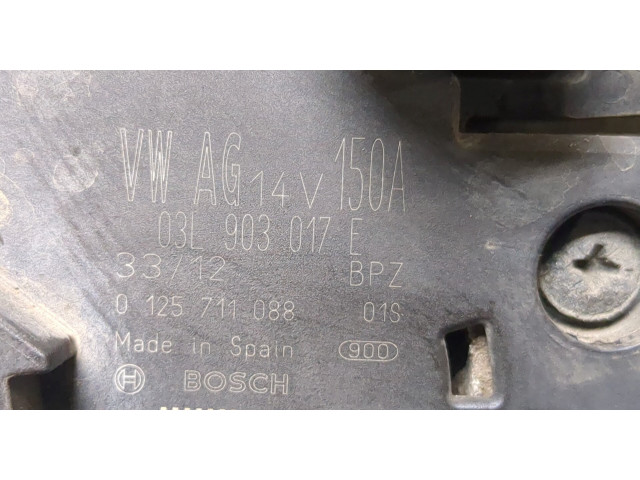 VW AG 14V 150A
03L 903 017 E
33/12 BPZ
0 125 711 088 01S
Made in Spain 900
BOSCH